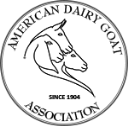 AMERICAN DAIRY GOAT
SINCE 1904
ASSOCIATION